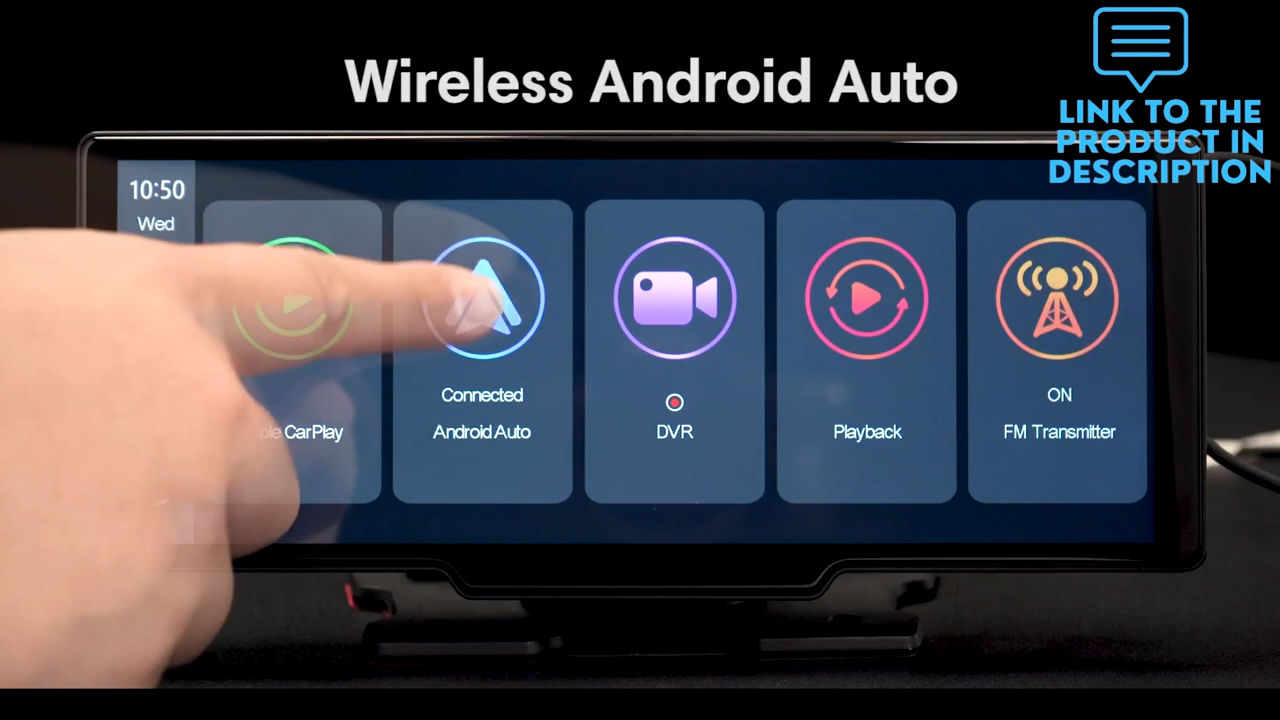 Wireless Android Auto
LINK TO THE
PRODUCT IN
DESCRIPTION
10:50
Wed
CarPlay
Connected
Android Auto
DVR
Playback
ON
FM Transmitter